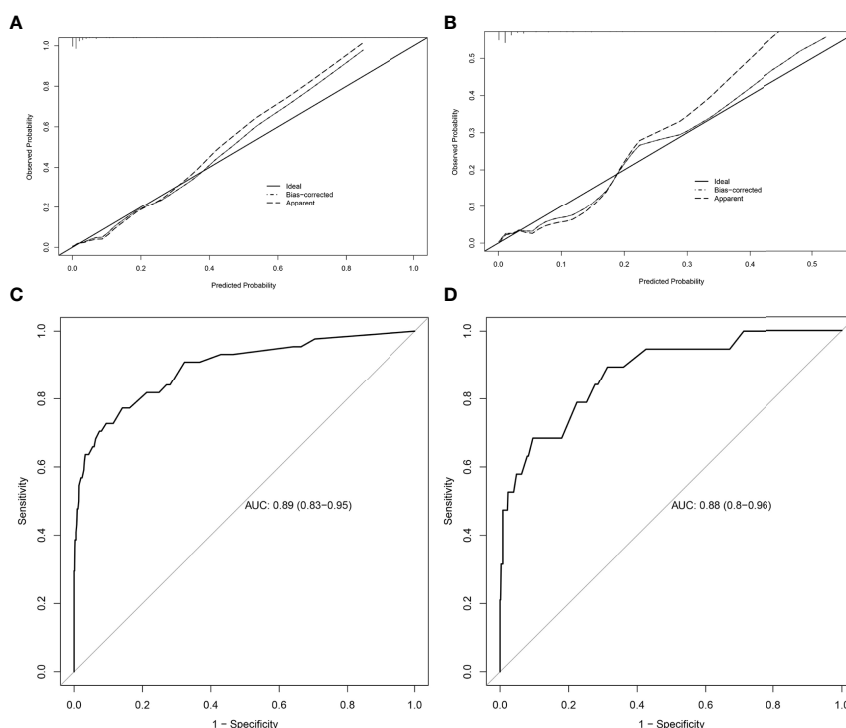 A
1.0
0.8
0.6
0.4
0.2
0.0
Observed Probability
Ideal
Bias-corrected
Apparent
0.0 0.2 0.4 0.6 0.8 1.0
Predicted Probability
B
0.5
0.4
0.3
0.2
0.1
0.0
Observed Probability
Ideal
Bias-corrected
Apparent
0.0 0.1 0.2 0.3 0.4 0.5
Predicted Probability
C
1.0
0.8
0.6
0.4
0.2
0.0
Sensitivity
AUC: 0.89 (0.83−0.95)
0.0 0.2 0.4 0.6 0.8 1.0
1 − Specificity
D
1.0
0.8
0.6
0.4
0.2
0.0
Sensitivity
AUC: 0.88 (0.8−0.96)
0.0 0.2 0.4 0.6 0.8 1.0
1 − Specificity